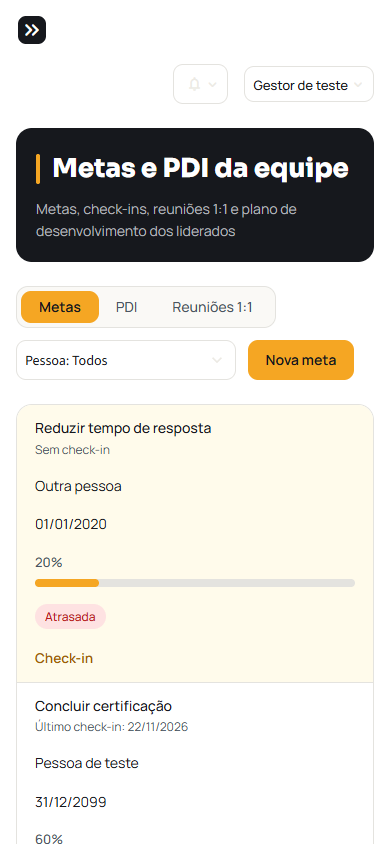 Gestor de teste
Metas e PDI da equipe
Metas, check-ins, reuniões 1:1 e plano de
desenvolvimento dos liderados
Metas
PDI
Reuniões 1:1
Pessoa: Todos
Nova meta
Reduzir tempo de resposta
Sem check-in
Outra pessoa
01/01/2020
20%
Atrasada
Check-in
Concluir certificação
Último check-in: 22/11/2026
Pessoa de teste
31/12/2099
60%